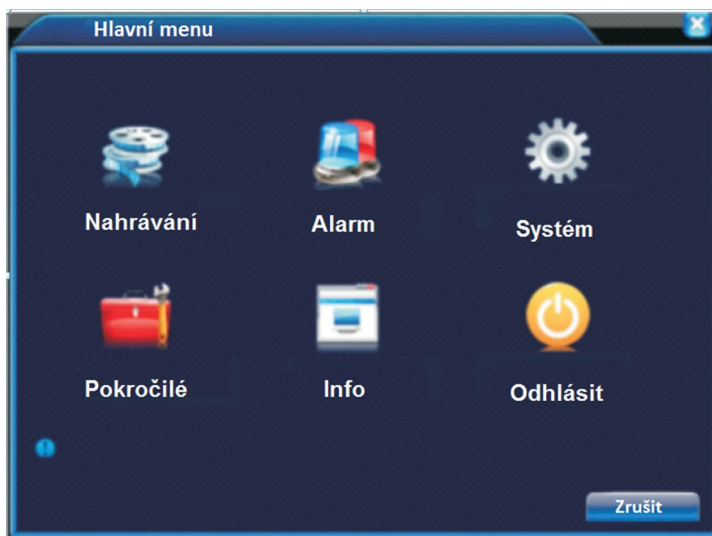 Hlavní menu
Nahrávání
Alarm
Systém
Pokročilé
Info
Odhlásit
Zrušit